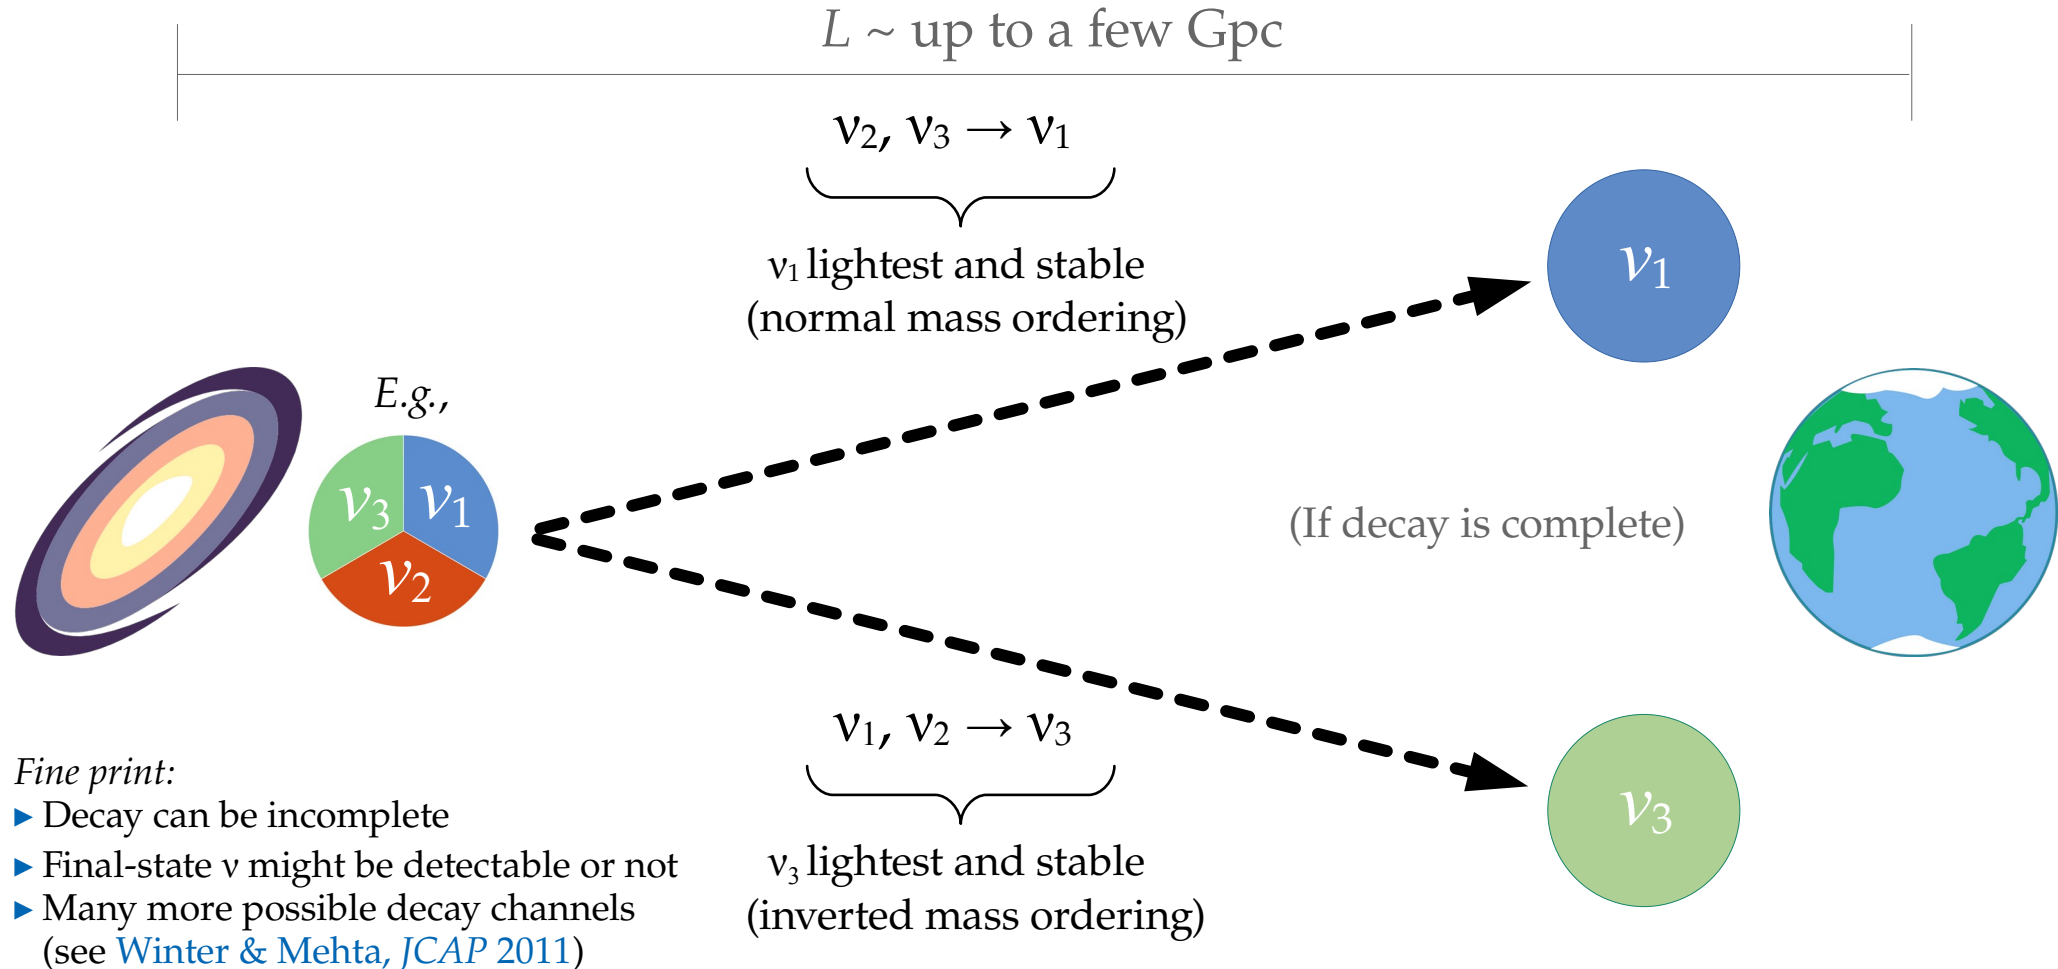 L ~ up to a few Gpc
ν₂, ν₃ → ν₁
ν₁ lightest and stable
(normal mass ordering)
ν₁
E.g.,
ν₃ ν₁
ν₂
(If decay is complete)
ν₁, ν₂ → ν₃
ν₃ lightest and stable
(inverted mass ordering)
ν₃
Fine print:
▸ Decay can be incomplete
▸ Final-state ν might be detectable or not
▸ Many more possible decay channels
(see Winter & Mehta, JCAP 2011)